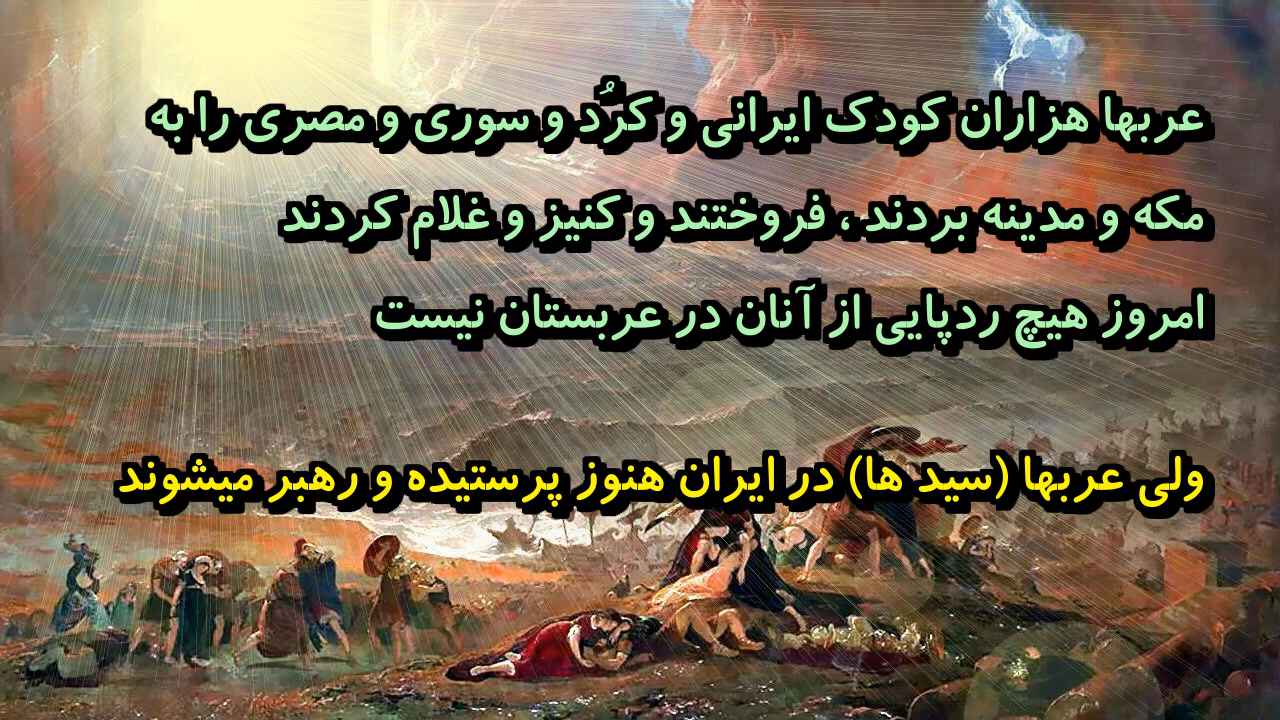 عربها هزاران کودک ایرانی و کرُد و سوری و مصری را به
مکه و مدینه بردند ، فروختند و کنیز و غلام کردند
امروز هیچ ردپایی از آنان در عربستان نیست
ولی عربها (سید ها) در ایران هنوز پرستیده و رهبر میشوند